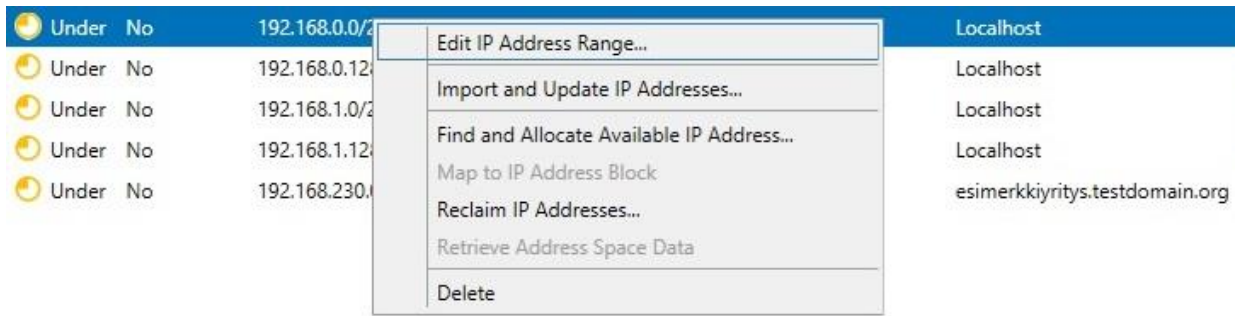 Under No 192.168.0.0/2 Localhost
Edit IP Address Range...
Under No 192.168.0.128 Localhost
Import and Update IP Addresses...
Under No 192.168.1.0/2 Localhost
Find and Allocate Available IP Address...
Under No 192.168.1.128 Localhost
Map to IP Address Block
Under No 192.168.230. esimerkkiyritys.testdomain.org
Reclaim IP Addresses...
Retrieve Address Space Data
Delete